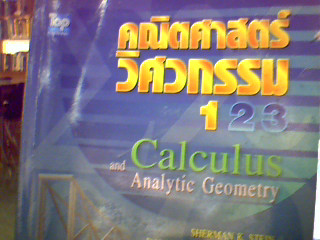 Top
คณิตศาสตร์
วิศวกรรม
1 2 3
and Calculus
Analytic Geometry
SHERMAN K.